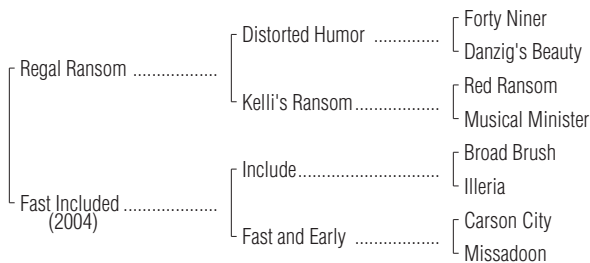 Forty Niner
Distorted Humor ..............
Danzig's Beauty
Regal Ransom ..................
Red Ransom
Kelli's Ransom..................
Musical Minister
Broad Brush
Include..............................
Illeria
Fast Included ....................
(2004)
Carson City
Fast and Early ..................
Missadoon